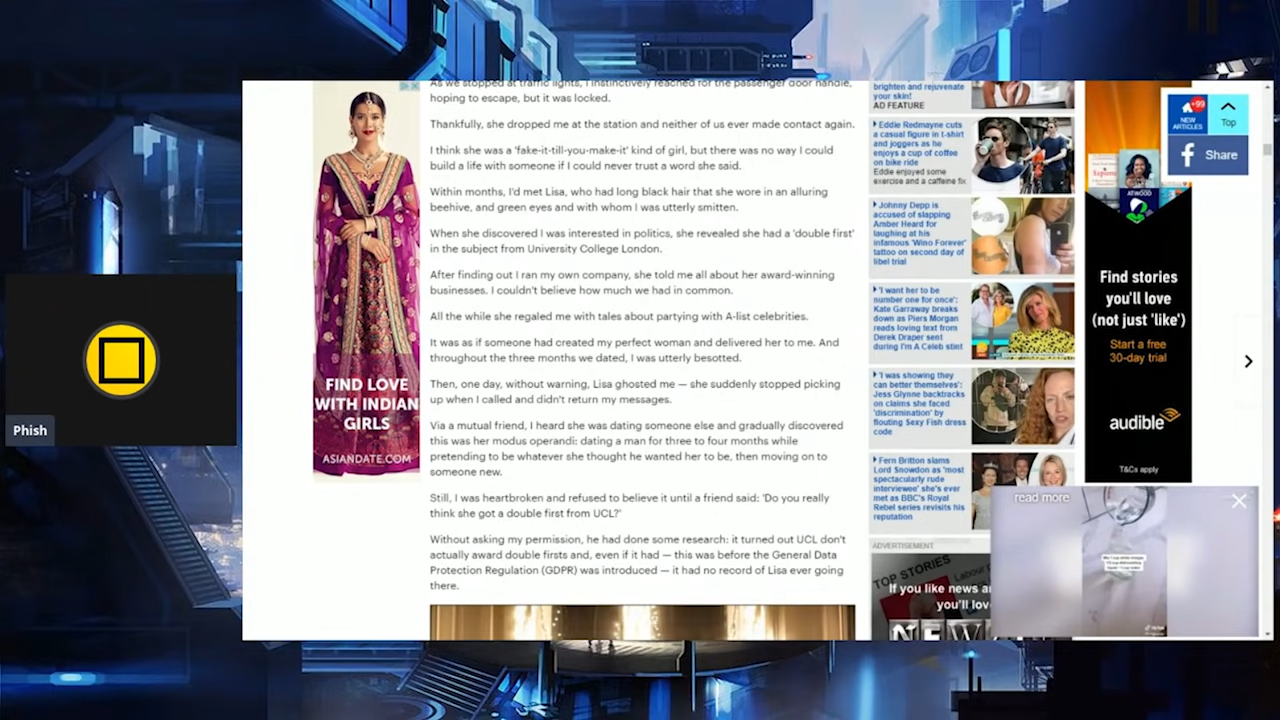 Phish
FIND LOVE
WITH INDIAN
GIRLS
ASIANDATE.COM
As we stopped at traffic lights, I instinctively reached for the passenger door handle,
hoping to escape, but it was locked.
Thankfully, she dropped me at the station and neither of us ever made contact again.
I think she was a 'fake-it-till-you-make-it' kind of girl, but there was no way I could
build a life with someone if I could never trust a word she said.
Within months, I'd met Lisa, who had long black hair that she wore in an alluring
beehive, and green eyes and with whom I was utterly smitten.
When she discovered I was interested in politics, she revealed she had a 'double first'
in the subject from University College London.
After finding out I ran my own company, she told me all about her award-winning
businesses. I couldn't believe how much we had in common.
All the while she regaled me with tales about partying with A-list celebrities.
It was as if someone had created my perfect woman and delivered her to me. And
throughout the three months we dated, I was utterly besotted.
Then, one day, without warning, Lisa ghosted me — she suddenly stopped picking
up when I called and didn't return my messages.
Via a mutual friend, I heard she was dating someone else and gradually discovered
this was her modus operandi: dating a man for three to four months while
pretending to be whatever she thought he wanted her to be, then moving on to
someone new.
Still, I was heartbroken and refused to believe it until a friend said: 'Do you really
think she got a double first from UCL?'
Without asking my permission, he had done some research: it turned out UCL don't
actually award double firsts and, even if it had — this was before the General Data
Protection Regulation (GDPR) was introduced — it had no record of Lisa ever going
there.
brighten and rejuvenate
your skin!
AD FEATURE
Eddie Redmayne cuts
a casual figure in t-shirt
and joggers as he
enjoys a cup of coffee
on bike ride
Eddie enjoyed some
exercise and a caffeine fix
Johnny Depp is
accused of slapping
Amber Heard for
laughing at his
infamous 'Wino Forever'
tattoo on second day of
libel trial
'I want her to be
number one for once':
Kate Garraway breaks
down as Piers Morgan
reads loving text from
Derek Draper sent
during I'm A Celeb stint
'I was showing they
can better themselves':
Jess Glynne backtracks
on claims she faced
'discrimination' by
flouting Sexy Fish dress
code
Fern Britton slams
Lord Snowdon as 'most
spectacularly rude
interviewee' she's ever
met as BBC's Royal
Rebel series revisits his
reputation
ADVERTISEMENT
TOP STORIES
If you like news a
you'll lov
NEW
+99
NEW
ARTICLES
Top
Share
ATWOOD
Find stories
you'll love
(not just 'like')
Start a free
30-day trial
audible
T&Cs apply
read more